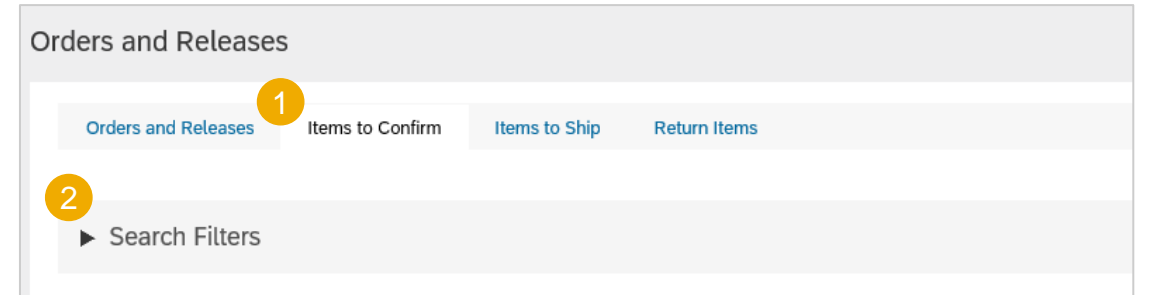 Orders and Releases
1
Orders and Releases Items to Confirm Items to Ship Return Items
2
Search Filters